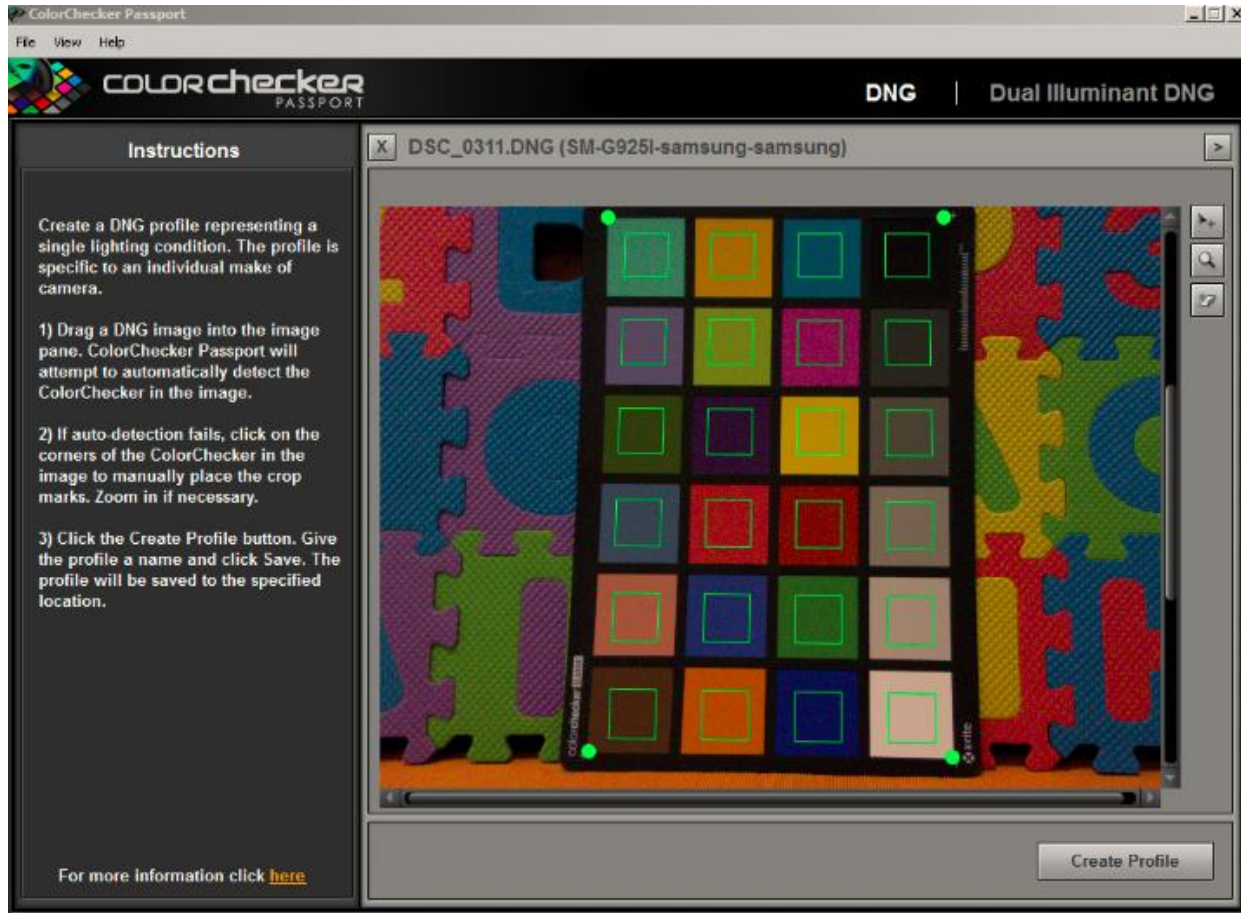 ColorChecker Passport
File View Help
COLOR checker
PASSPORT
DNG | Dual Illuminant DNG
Instructions
X DSC_0311.DNG (SM-G925I-samsung-samsung) >
Create a DNG profile representing a
single lighting condition. The profile is
specific to an individual make of
camera.
1) Drag a DNG image into the image
pane. ColorChecker Passport will
attempt to automatically detect the
ColorChecker in the image.
2) If auto-detection fails, click on the
corners of the ColorChecker in the
image to manually place the crop
marks. Zoom in if necessary.
3) Click the Create Profile button. Give
the profile a name and click Save. The
profile will be saved to the specified
location.
For more information click here
colorchecker
x-rite
Create Profile